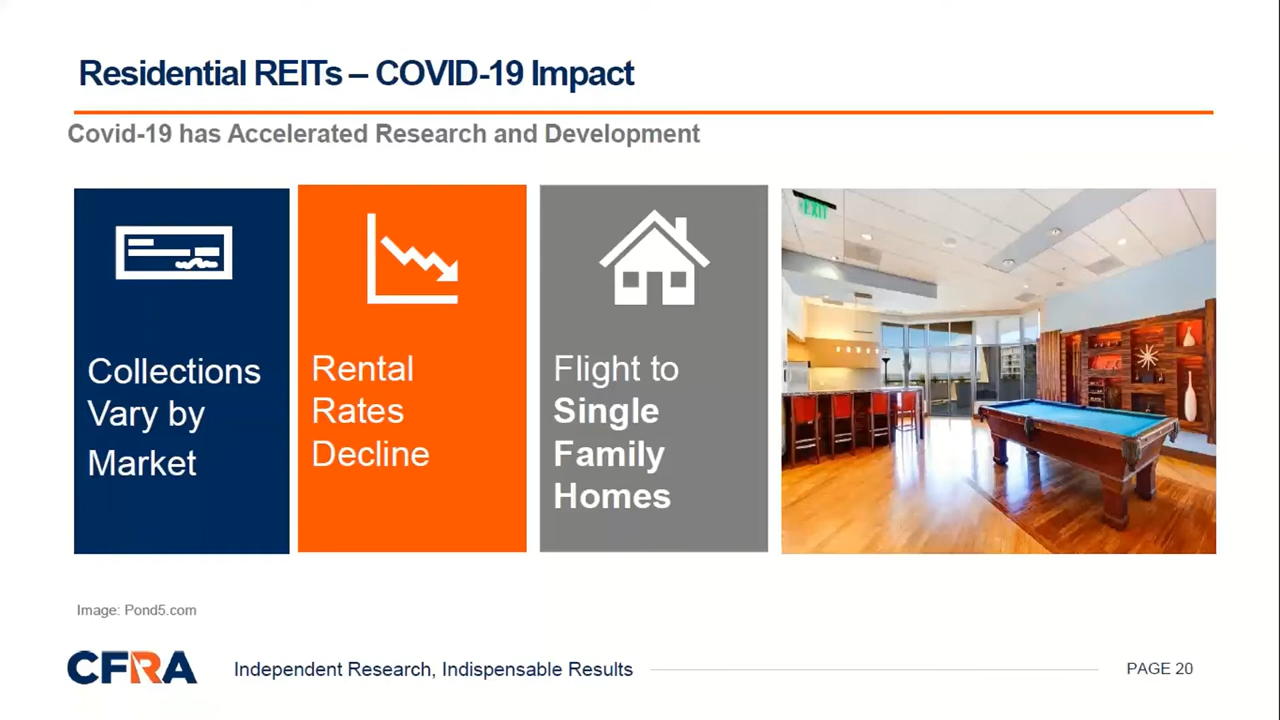 Residential REITs – COVID-19 Impact
Covid-19 has Accelerated Research and Development
Collections
Vary by
Market
Rental
Rates
Decline
Flight to
Single
Family
Homes
EXIT
Image: Pond5.com
CFRA
Independent Research, Indispensable Results
PAGE 20